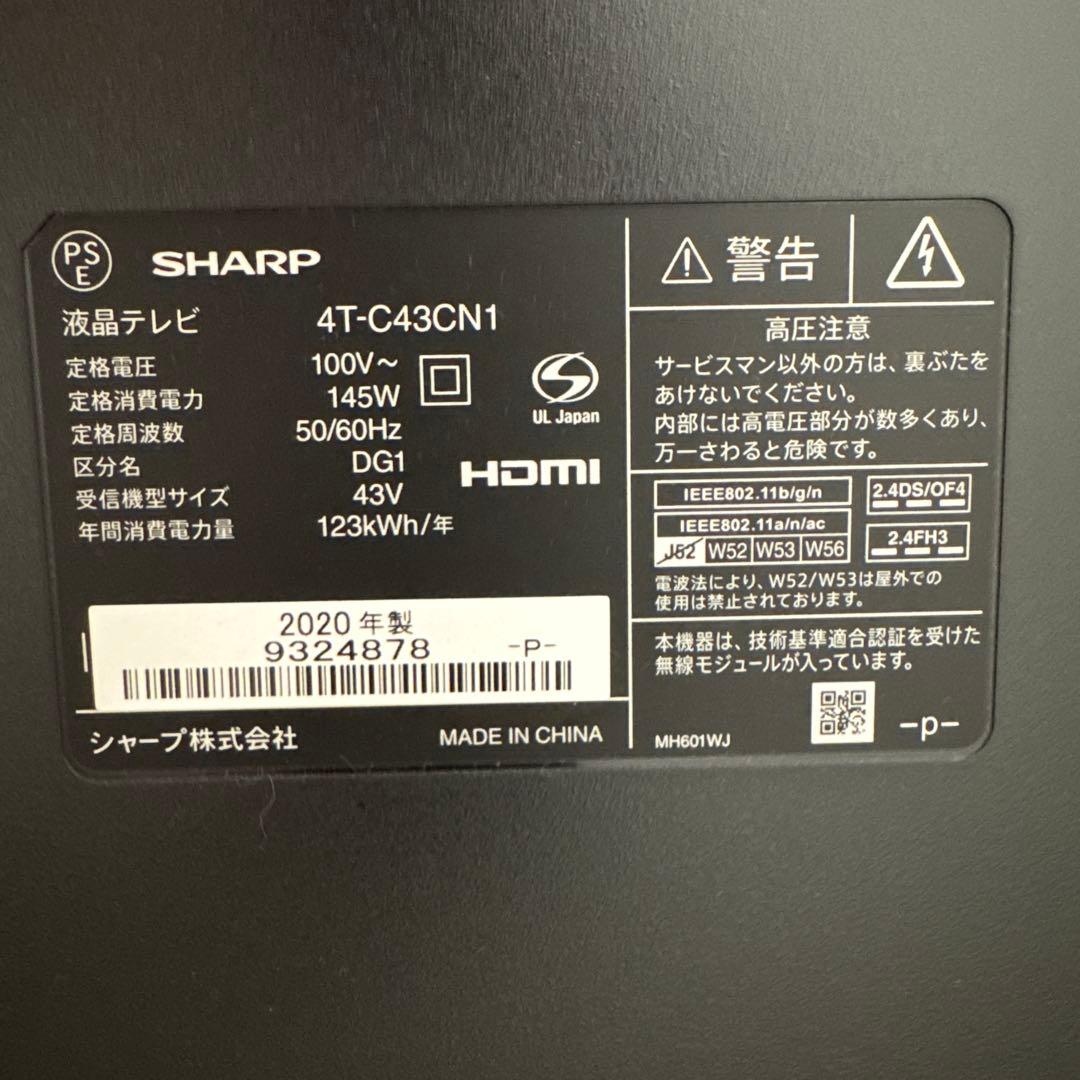 PS
E
SHARP
液晶テレビ 4T-C43CN1
定格電圧 100V～
定格消費電力 145W
定格周波数 50/60Hz
区分名 DG1
受信機型サイズ 43V
年間消費電力量 123kWh/年
S
UL Japan
HDMI
2020 年製
9324878 -P-
シャープ株式会社 MADE IN CHINA
警告
高圧注意
サービスマン以外の方は、裏ぶたを
あけないでください。
内部には高電圧部分が数多くあり、
万一さわると危険です。
IEEE802.11b/g/n
IEEE802.11a/n/ac
J52 W52 W53 W56
2.4DS/OF4
2.4FH3
電波法により、W52/W53は屋外での
使用は禁止されております。
本機器は、技術基準適合認証を受けた
無線モジュールが入っています。
MH601WJ -p-